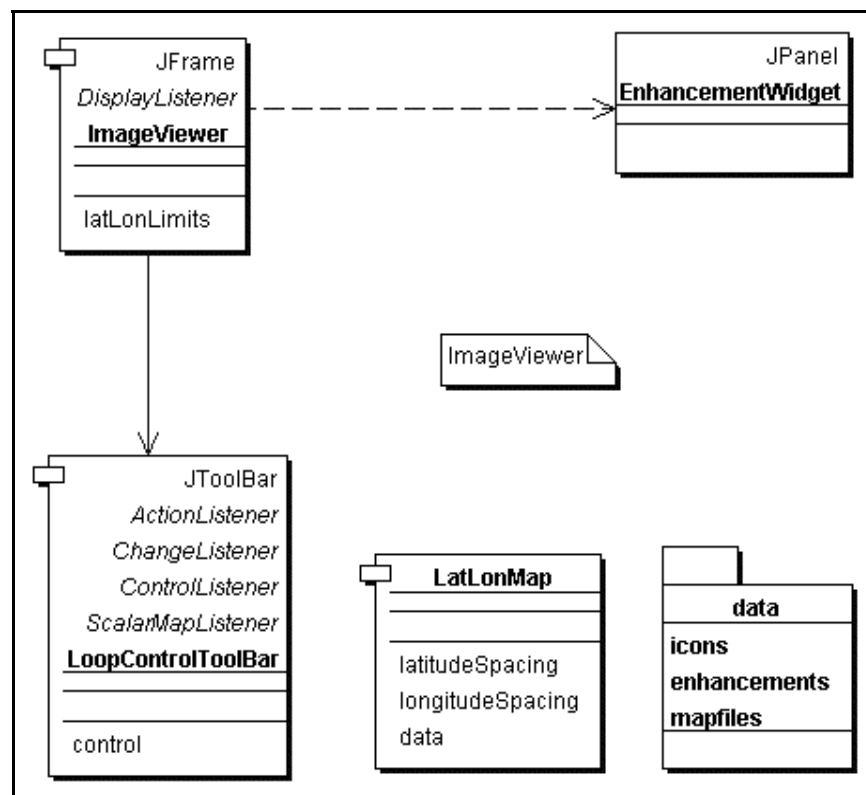 JFrame
DisplayListener
ImageViewer
latLonLimits
JPanel
EnhancementWidget
ImageViewer
JToolBar
ActionListener
ChangeListener
ControlListener
ScalarMapListener
LoopControlToolBar
control
LatLonMap
latitudeSpacing
longitudeSpacing
data
data
icons
enhancements
mapfiles